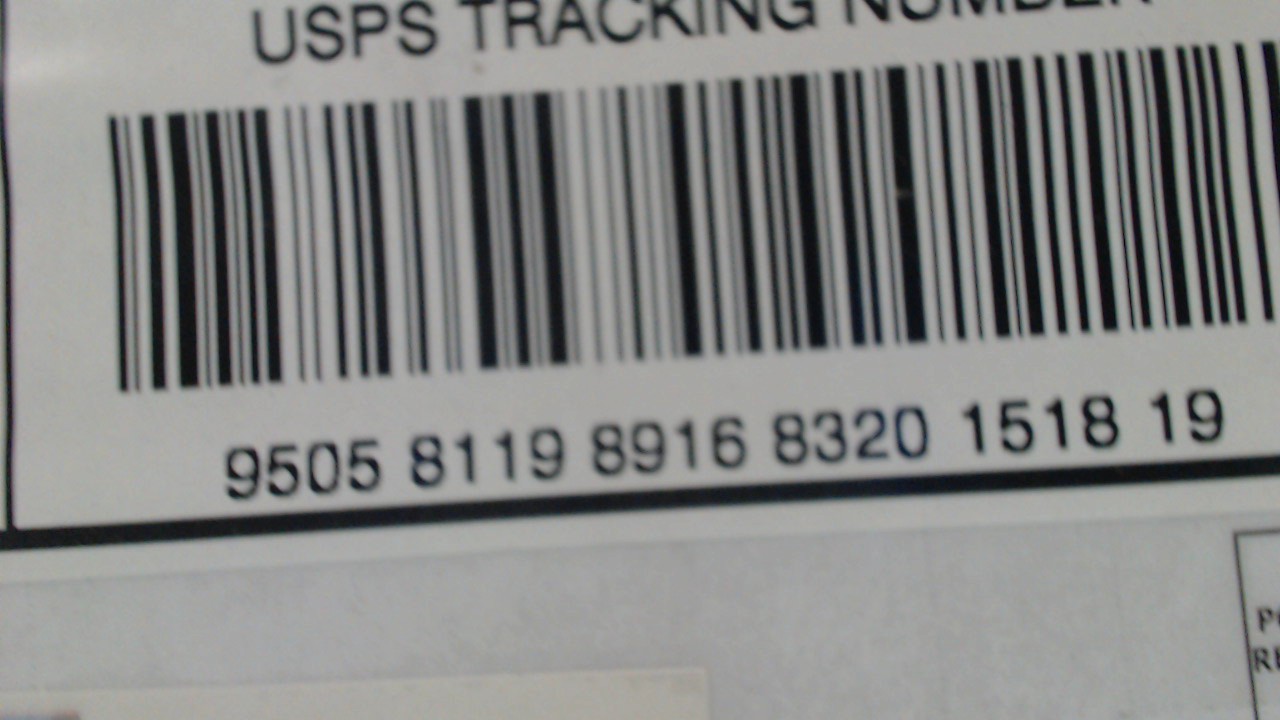 USPS TRACKING NUMBER
9505 8119 8916 8320 1518 19